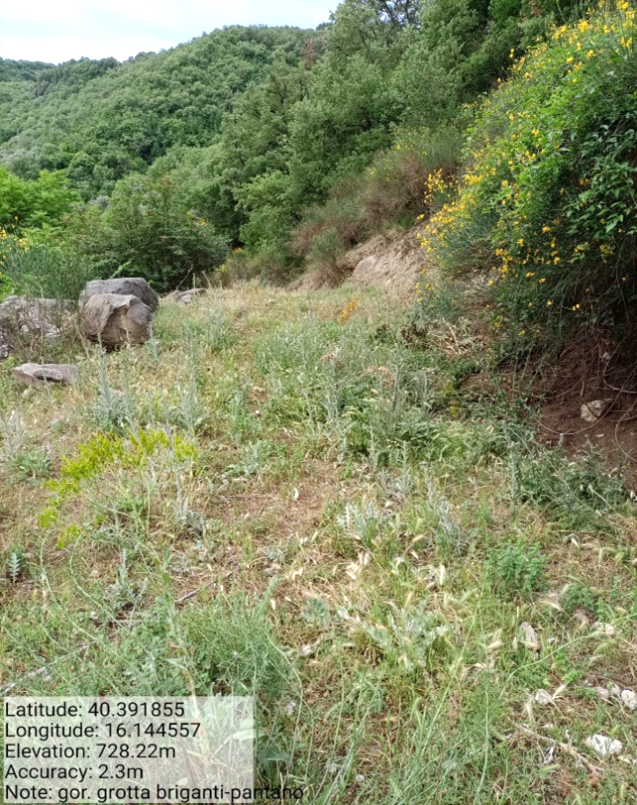 Latitude: 40.391855
Longitude: 16.144557
Elevation: 728.22m
Accuracy: 2.3m
Note: gor. grotta briganti-pantano